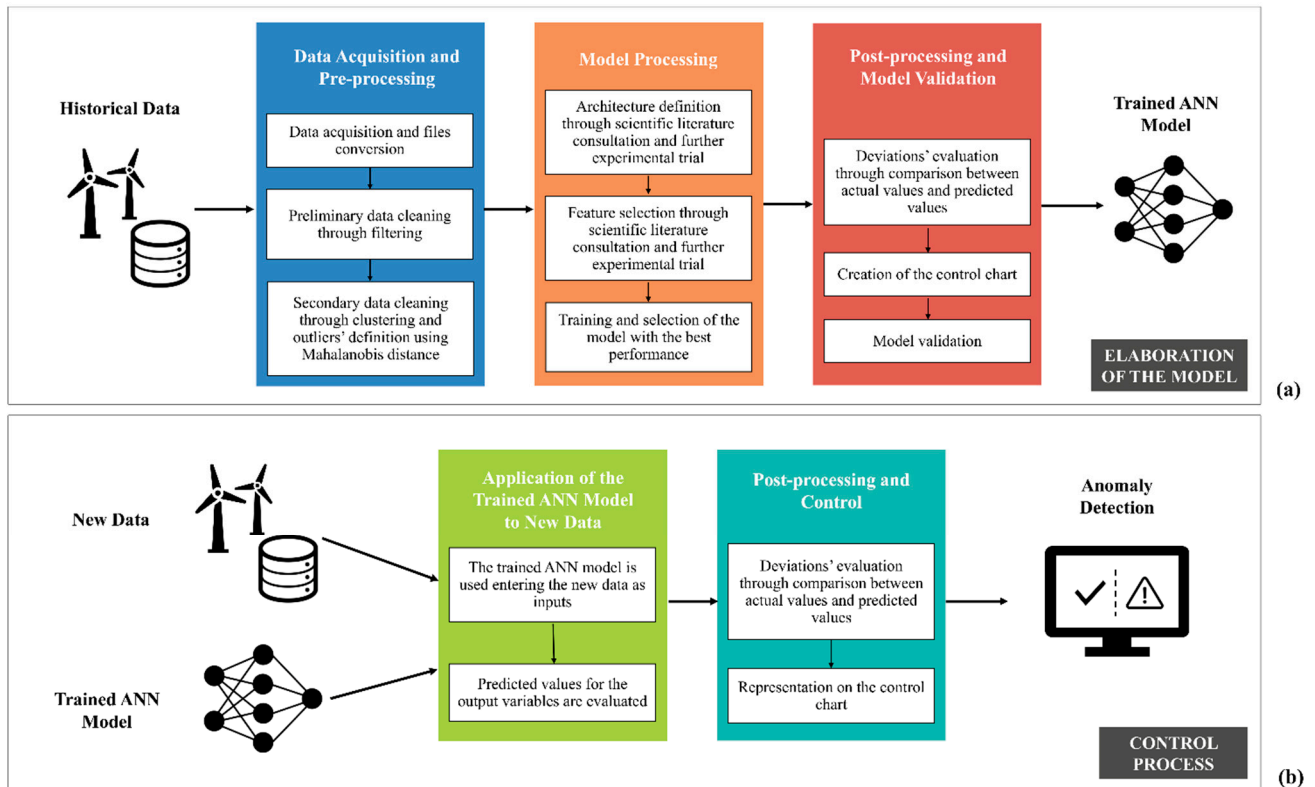 Historical Data
Data Acquisition and
Pre-processing
Data acquisition and files
conversion
Preliminary data cleaning
through filtering
Secondary data cleaning
through clustering and
outliers' definition using
Mahalanobis distance
Model Processing
Architecture definition
through scientific literature
consultation and further
experimental trial
Feature selection through
scientific literature
consultation and further
experimental trial
Training and selection of the
model with the best
performance
Post-processing and
Model Validation
Deviations' evaluation
through comparison between
actual values and predicted
values
Creation of the control chart
Model validation
Trained ANN
Model
ELABORATION
OF THE MODEL
(a)
New Data
Trained ANN
Model
Application of the
Trained ANN Model
to New Data
The trained ANN model is
used entering the new data as
inputs
Predicted values for the
output variables are evaluated
Post-processing and
Control
Deviations' evaluation
through comparison between
actual values and predicted
values
Representation on the control
chart
Anomaly
Detection
CONTROL
PROCESS
(b)